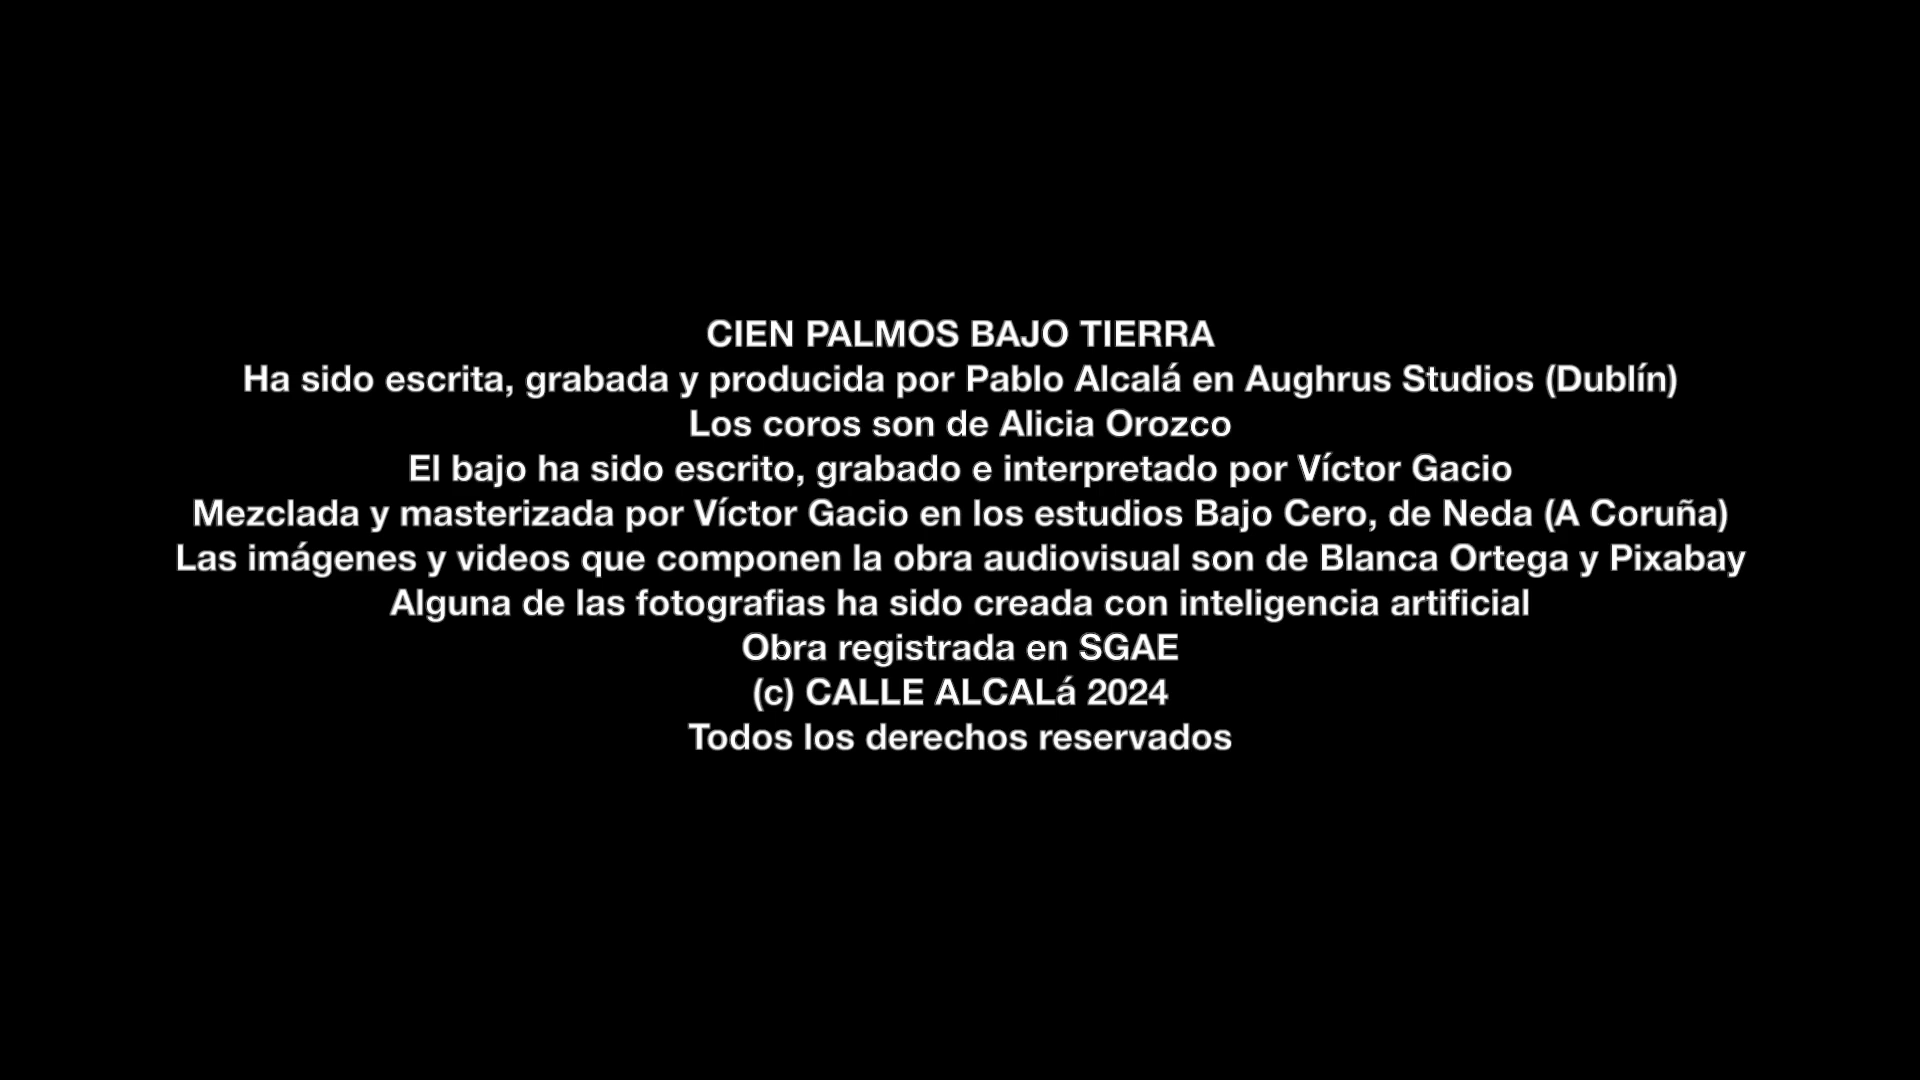 CIEN PALMOS BAJO TIERRA
Ha sido escrita, grabada y producida por Pablo Alcalá en Aughrus Studios (Dublín)
Los coros son de Alicia Orozco
El bajo ha sido escrito, grabado e interpretado por Víctor Gacio
Mezclada y masterizada por Víctor Gacio en los estudios Bajo Cero, de Neda (A Coruña)
Las imágenes y videos que componen la obra audiovisual son de Blanca Ortega y Pixabay
Alguna de las fotografias ha sido creada con inteligencia artificial
Obra registrada en SGAE
(c) CALLE ALCALá 2024
Todos los derechos reservados